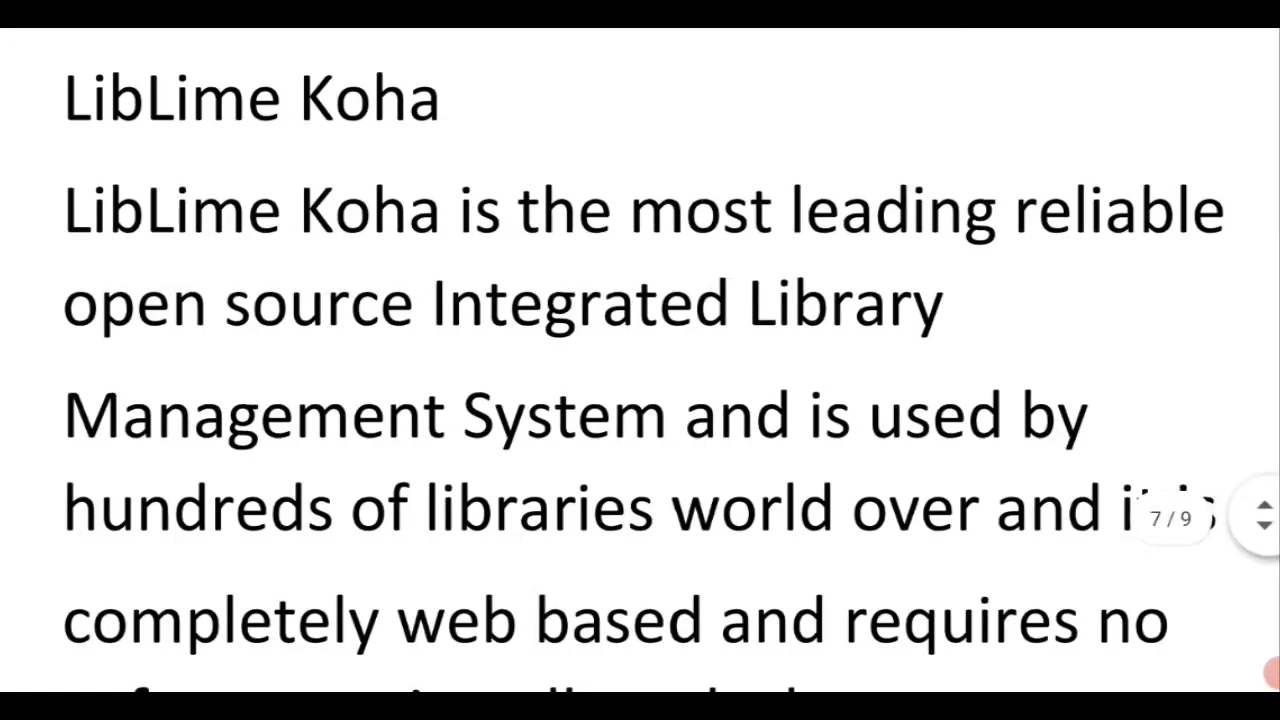 LibLime Koha
LibLime Koha is the most leading reliable
open source Integrated Library
Management System and is used by
hundreds of libraries world over and
7/9
completely web based and requires no